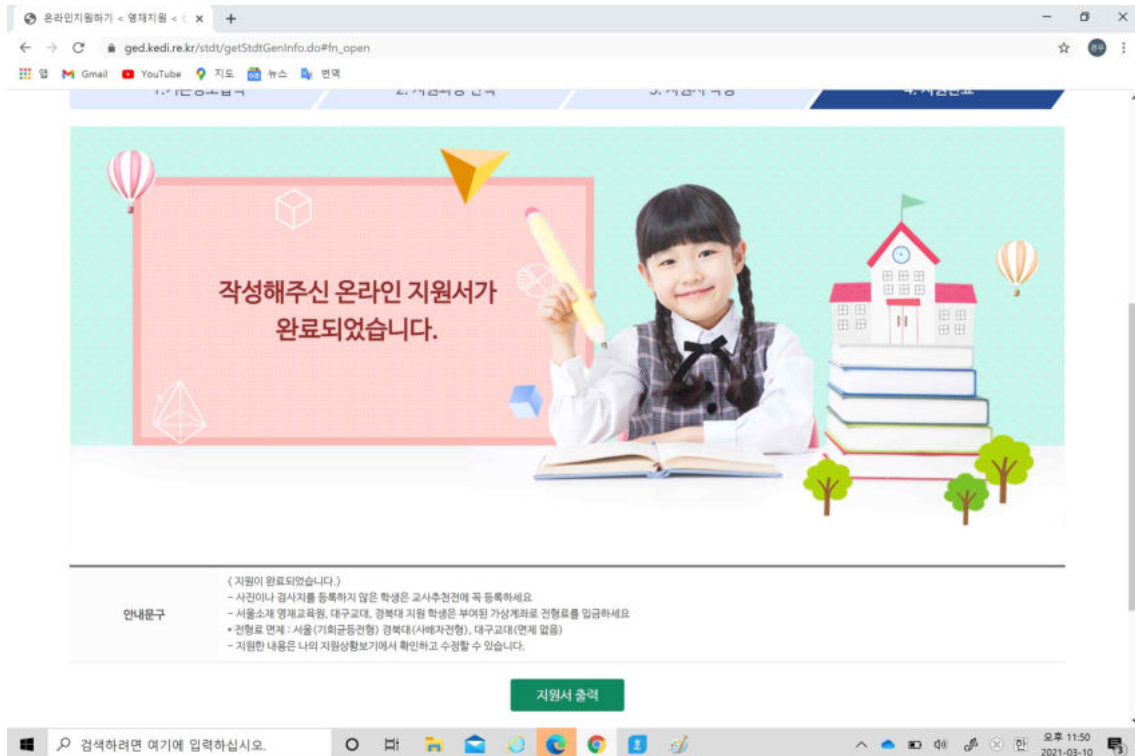 온라인지원하기 < 영재지원 <
ged.kedi.re.kr/stdt/getStdtGenInfo.do#fn_open
경우
앱 Gmail YouTube 지도 뉴스 번역
작성해주신 온라인 지원서가
완료되었습니다.
안내문구
( 지원이 완료되었습니다.)
- 사진이나 검사지를 등록하지 않은 학생은 교사추천전에 꼭 등록하세요
- 서울소재 영재교육원, 대구교대, 경북대 지원 학생은 부여된 가상계좌로 전형료를 입금하세요
* 전형료 면제 : 서울(기회균등전형) 경북대(사배자전형), 대구교대(면제 없음)
- 지원한 내용은 나의 지원상황보기에서 확인하고 수정할 수 있습니다.
지원서 출력
검색하려면 여기에 입력하십시오.
한
오후 11:50
2021-03-10